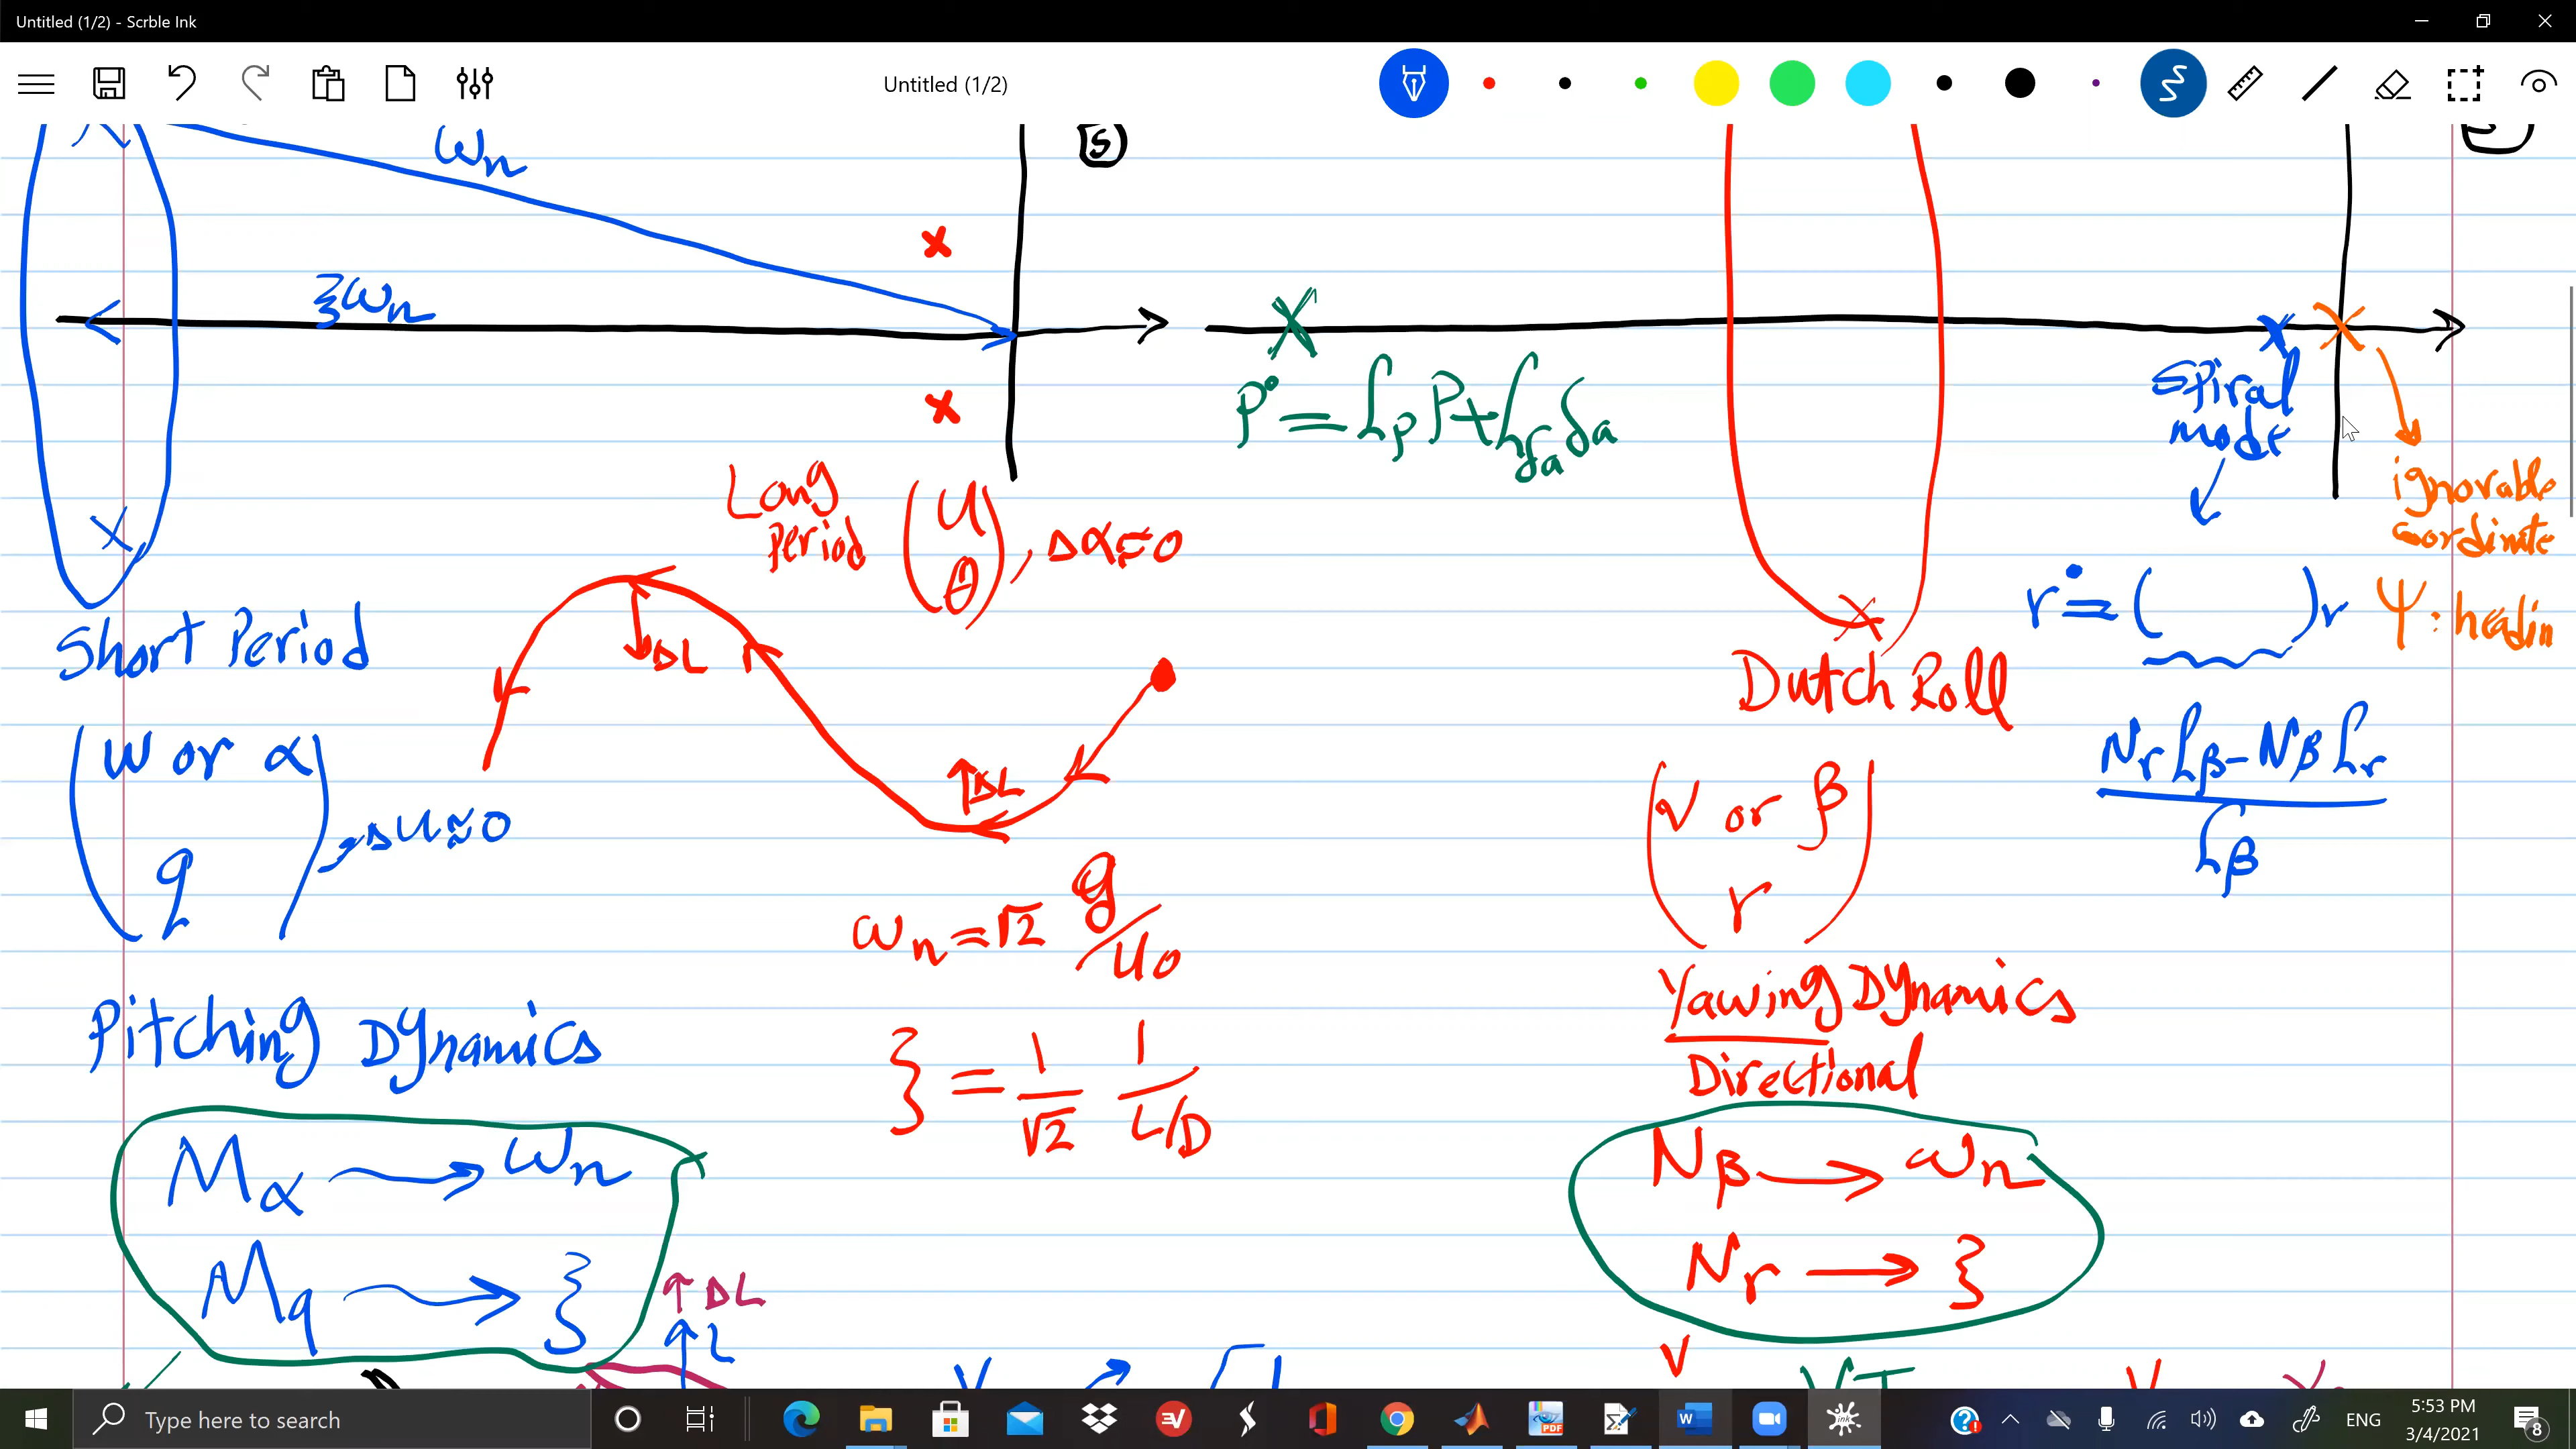 Untitled (1/2) - Scrble Ink
Untitled (1/2)
ωn
S
ξωn
Ṗ = Lp P + Lδa δa
Spiral
mode
ignorable
coordinate
Ψ: headin
Long
Period
(u
θ), Δα≈0
ṙ = ( )r
Short Period
ΔL
Dutch Roll
(w or α
q)
, Δu≈0
ΔL
(v or β
r)
Nr Lβ - Nβ Lr
Lβ
ωn = √2 g/u0
Yawing Dynamics
Directional
Pitching Dynamics
ξ = 1/√2 1/L/D
Mα → ωn
Mq → ξ
↑ΔL
↑L
Nβ → ωn
Nr → ξ
Type here to search
ENG
5:53 PM
3/4/2021
8